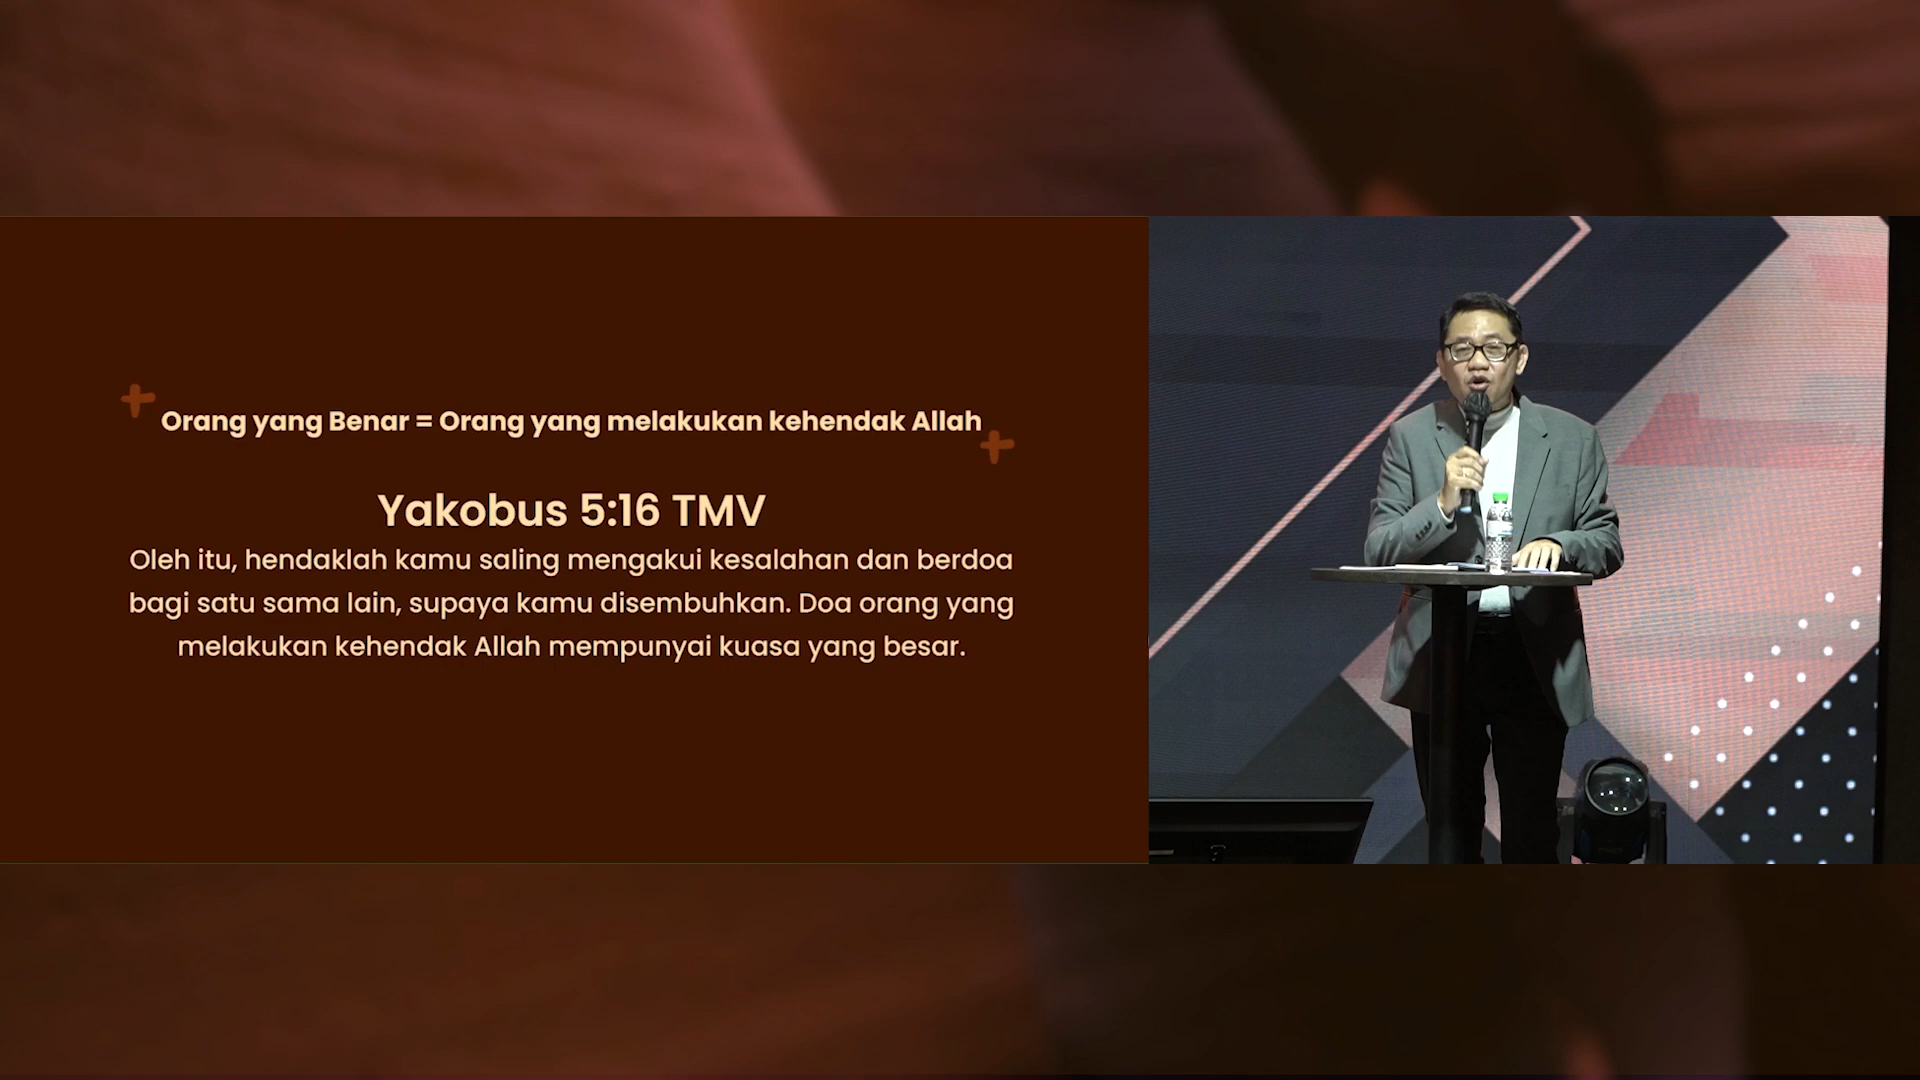 Orang yang Benar = Orang yang melakukan kehendak Allah
Yakobus 5:16 TMV
Oleh itu, hendaklah kamu saling mengakui kesalahan dan berdoa
bagi satu sama lain, supaya kamu disembuhkan. Doa orang yang
melakukan kehendak Allah mempunyai kuasa yang besar.